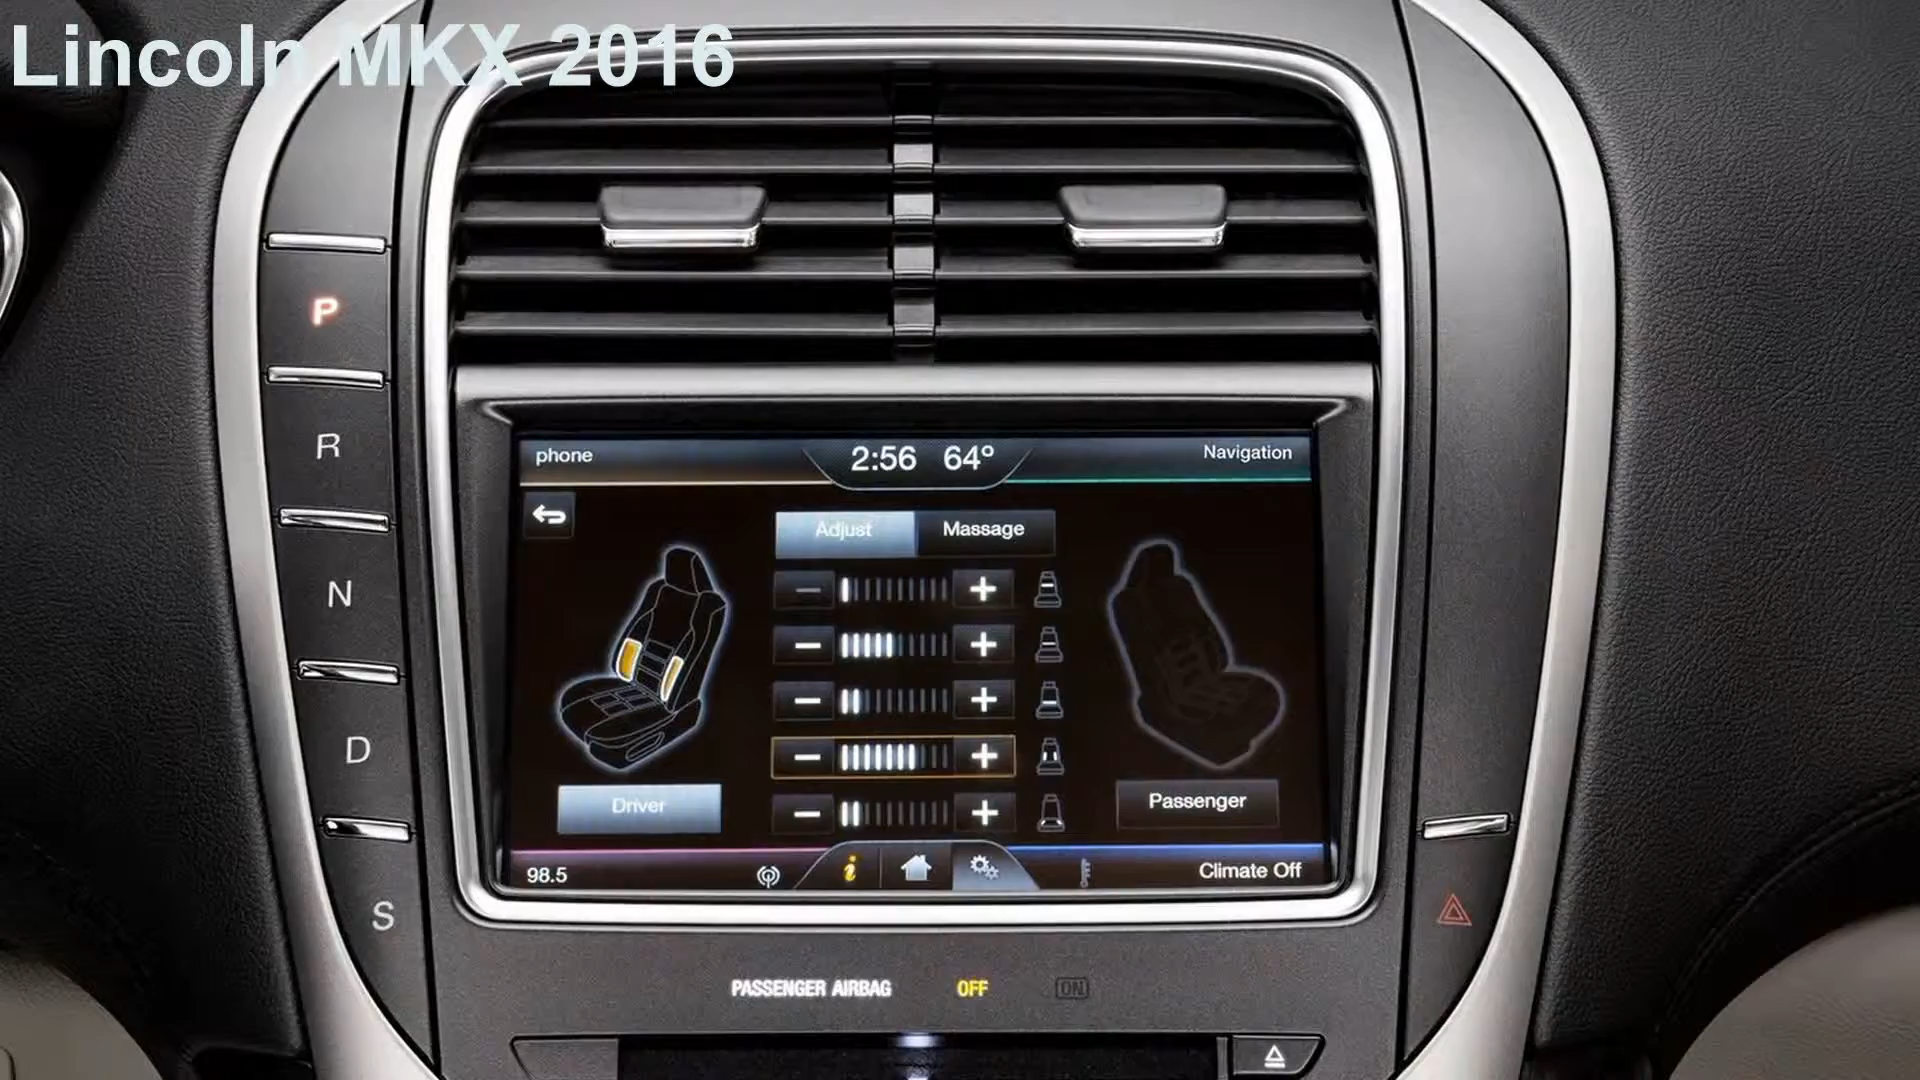 Lincoln MKX 2016
P
R
N
D
S
phone
2:56 64°
Navigation
Adjust
Massage
Driver
Passenger
98.5
i
Climate Off
PASSENGER AIRBAG OFF ON